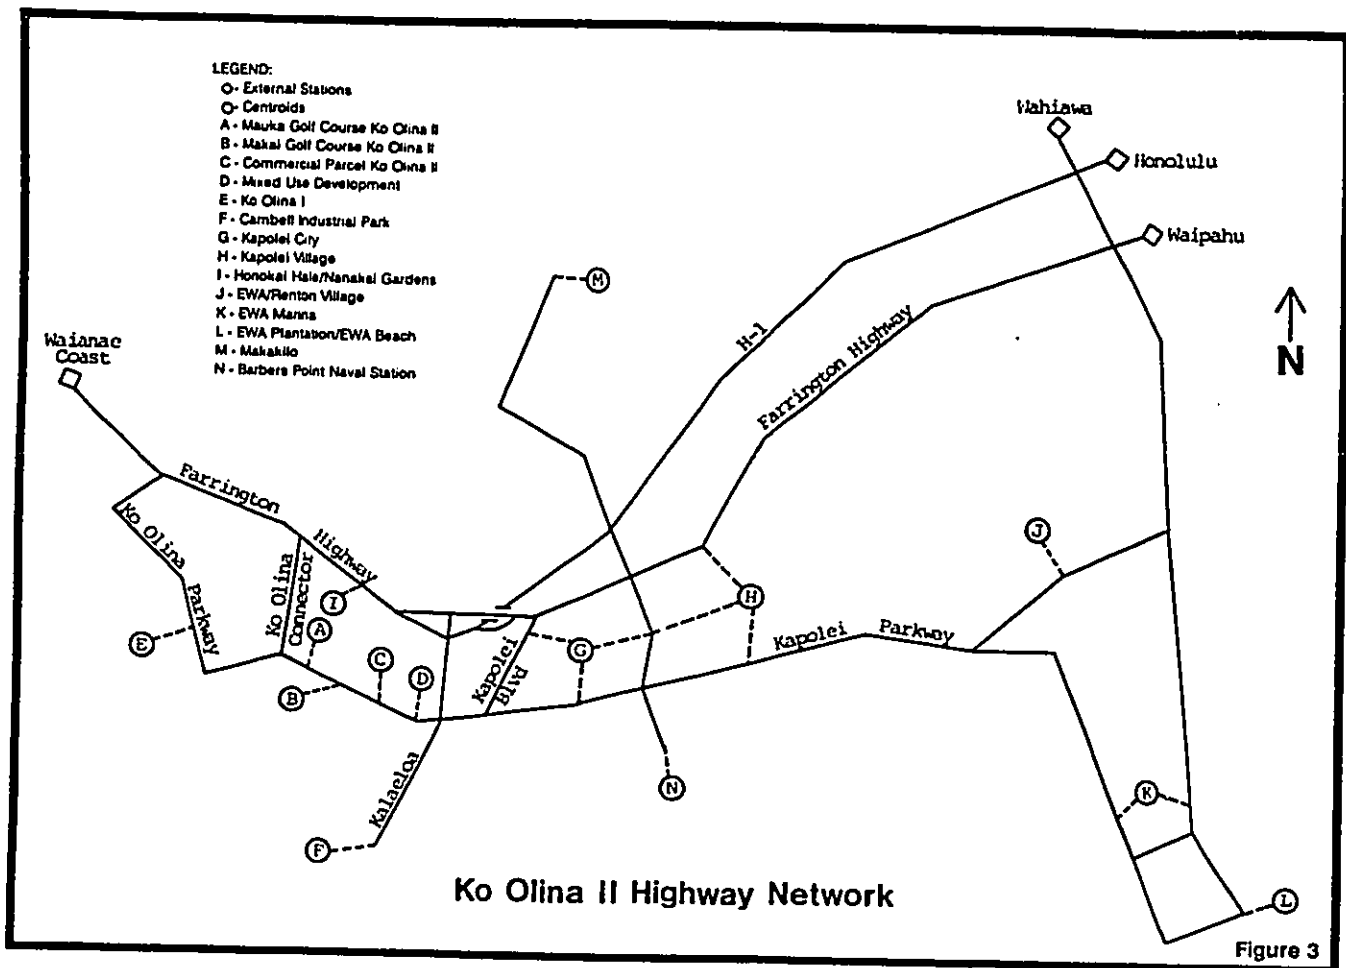 LEGEND:
◇- External Stations
O- Centroids
A - Mauka Golf Course Ko Olina II
B - Makai Golf Course Ko Olina II
C - Commercial Parcel Ko Olina II
D - Mixed Use Development
E - Ko Olina I
F - Cambell Industrial Park
G - Kapolei City
H - Kapolei Village
I - Honokai Hale/Nanakai Gardens
J - EWA/Renton Village
K - EWA Marina
L - EWA Plantation/EWA Beach
M - Makakilo
N - Barbers Point Naval Station
Wahiawa
Honolulu
Waipahu
M
N
H-1
Farrington Highway
Waianae
Coast
Farrington
Highway
Ko Olina
Parkway
Ko Olina
Connector
I
A
E
B
C
D
Kapolei
Blvd
G
H
J
Kapolei
Parkway
Kalaeloa
N
K
F
L
Ko Olina II Highway Network
Figure 3